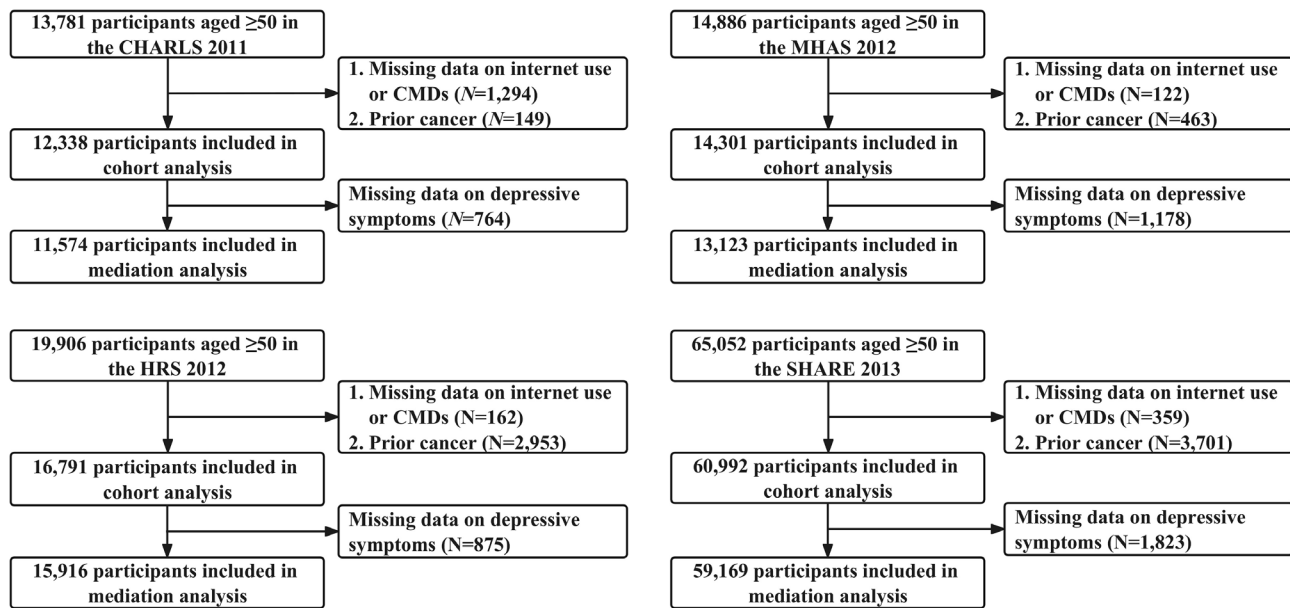 13,781 participants aged ≥50 in
the CHARLS 2011
1. Missing data on internet use
or CMDs (N=1,294)
2. Prior cancer (N=149)
12,338 participants included in
cohort analysis
Missing data on depressive
symptoms (N=764)
11,574 participants included in
mediation analysis
14,886 participants aged ≥50 in
the MHAS 2012
1. Missing data on internet use
or CMDs (N=122)
2. Prior cancer (N=463)
14,301 participants included in
cohort analysis
Missing data on depressive
symptoms (N=1,178)
13,123 participants included in
mediation analysis
19,906 participants aged ≥50 in
the HRS 2012
1. Missing data on internet use
or CMDs (N=162)
2. Prior cancer (N=2,953)
16,791 participants included in
cohort analysis
Missing data on depressive
symptoms (N=875)
15,916 participants included in
mediation analysis
65,052 participants aged ≥50 in
the SHARE 2013
1. Missing data on internet use
or CMDs (N=359)
2. Prior cancer (N=3,701)
60,992 participants included in
cohort analysis
Missing data on depressive
symptoms (N=1,823)
59,169 participants included in
mediation analysis